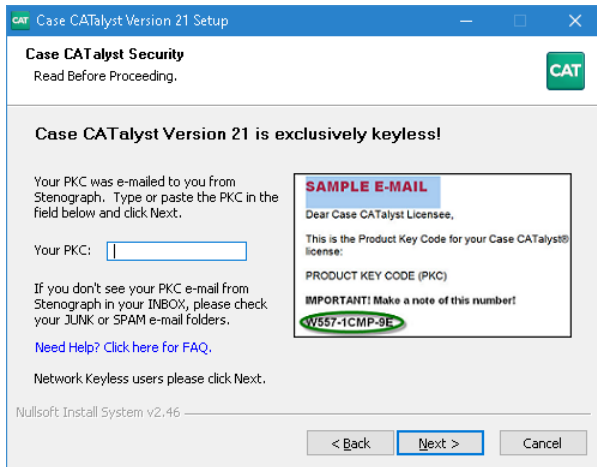 CAT Case CATalyst Version 21 Setup
Case CATalyst Security
Read Before Proceeding.
CAT
Case CATalyst Version 21 is exclusively keyless!
Your PKC was e-mailed to you from
Stenograph. Type or paste the PKC in the
field below and click Next.
Your PKC:
If you don't see your PKC e-mail from
Stenograph in your INBOX, please check
your JUNK or SPAM e-mail folders.
Need Help? Click here for FAQ.
Network Keyless users please click Next.
SAMPLE E-MAIL
Dear Case CATalyst Licensee,
This is the Product Key Code for your Case CATalyst®
license:
PRODUCT KEY CODE (PKC)
IMPORTANT! Make a note of this number!
W557-1CMP-9E
Nullsoft Install System v2.46
< Back Next > Cancel